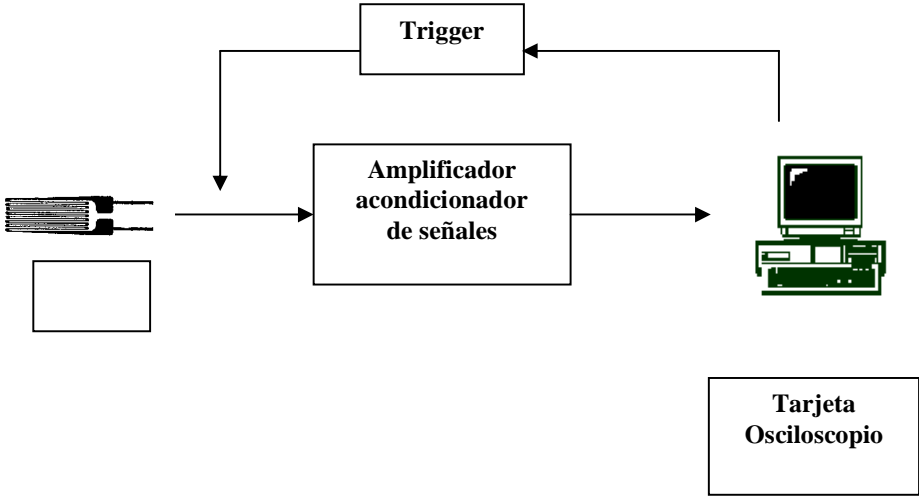 Trigger
Amplificador
acondicionador
de señales
Tarjeta
Osciloscopio